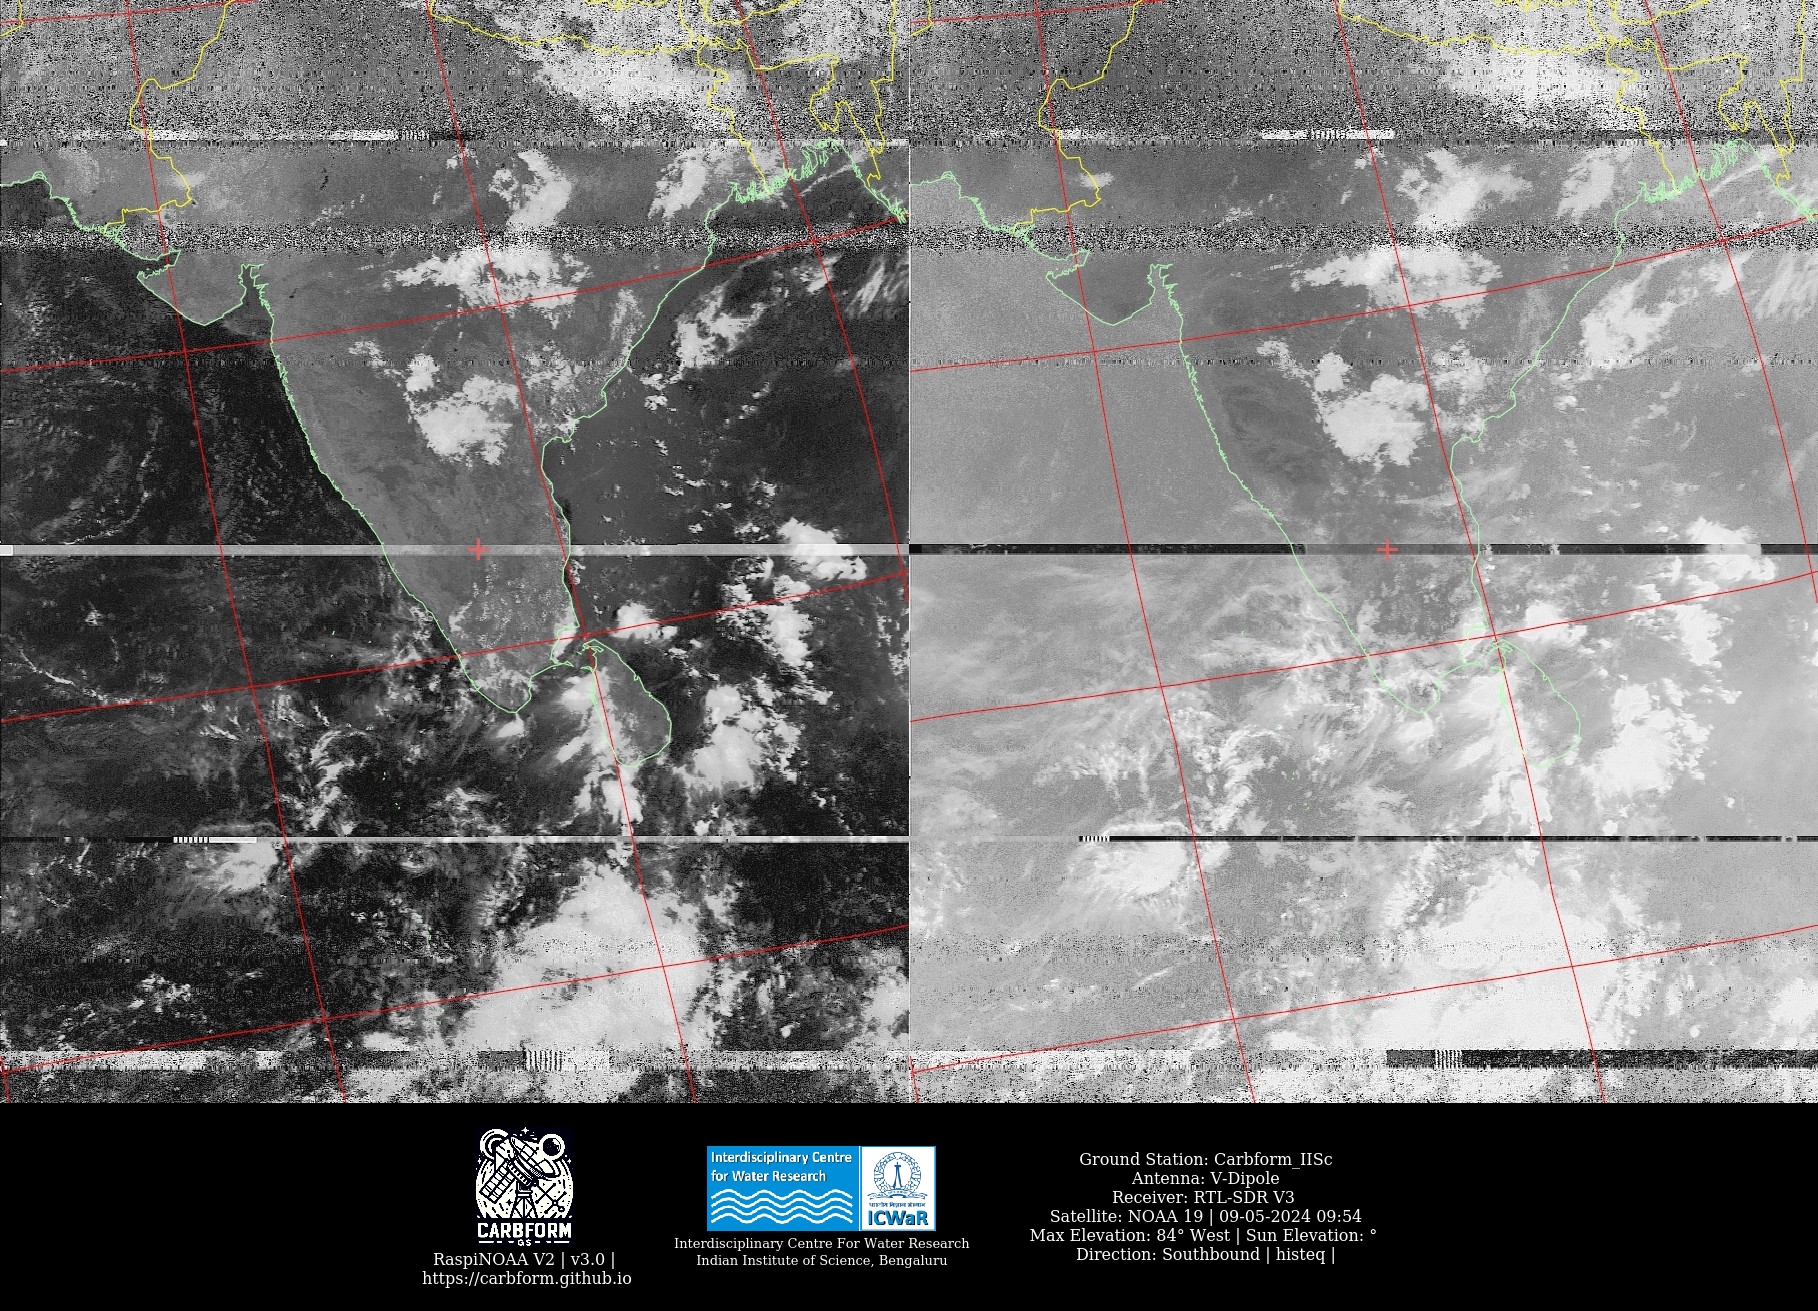 CARBFORM
GS
RaspiNOAA V2 | v3.0 |
https://carbform.github.io
Interdisciplinary Centre
for Water Research
ICWaR
Interdisciplinary Centre For Water Research
Indian Institute of Science, Bengaluru
Ground Station: Carbform_IISc
Antenna: V-Dipole
Receiver: RTL-SDR V3
Satellite: NOAA 19 | 09-05-2024 09:54
Max Elevation: 84° West | Sun Elevation: °
Direction: Southbound | histeq |